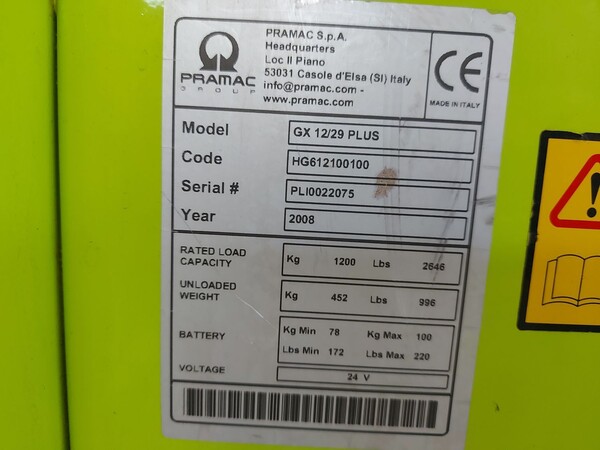 PRAMAC S.p.A.
Headquarters
Loc Il Piano
53031 Casole d'Elsa (SI) Italy
info@pramac.com -
www.pramac.com
PRAMAC
GROUP
CE
MADE IN ITALY
Model GX 12/29 PLUS
Code HG612100100
Serial # PLI0022075
Year 2008
RATED LOAD CAPACITY Kg 1200 Lbs 2646
UNLOADED WEIGHT Kg 452 Lbs 996
BATTERY Kg Min 78 Kg Max 100
Lbs Min 172 Lbs Max 220
VOLTAGE 24 V